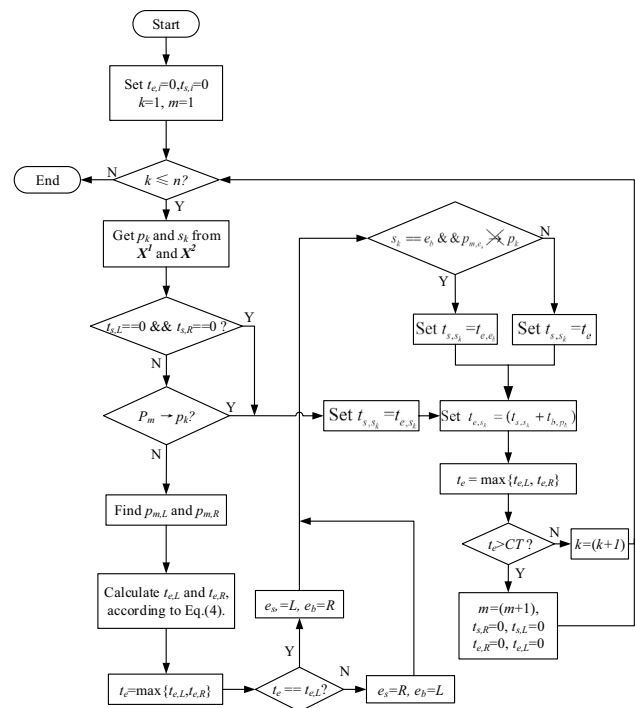 Start
Set t_{e,i}=0,t_{s,i}=0
k=1, m=1
N
End
k ≤ n?
Y
Get p_k and s_k from
X^1 and X^2
t_{s,L}==0 && t_{s,R}==0 ?
Y
N
P_m → p_k?
Y
N
Find p_{m,L} and p_{m,R}
Calculate t_{e,L} and t_{e,R},
according to Eq.(4).
t_e=max{t_{e,L},t_{e,R}}
t_e == t_{e,L}?
Y
N
e_s,=L, e_b=R
e_s=R, e_b=L
s_k == e_b && p_{m,e_s} ↛ p_k
N
Y
Set t_{s,s_k} = t_{e,e_k}
Set t_{s,s_k} = t_e
Set t_{s,s_k} = t_{e,s_k}
Set t_{e,s_k} = (t_{s,s_k} + t_{b,p_k})
t_e = max{t_{e,L}, t_{e,R}}
t_e>CT ?
N
k=(k+1)
Y
m=(m+1),
t_{s,R}=0, t_{s,L}=0
t_{e,R}=0, t_{e,L}=0